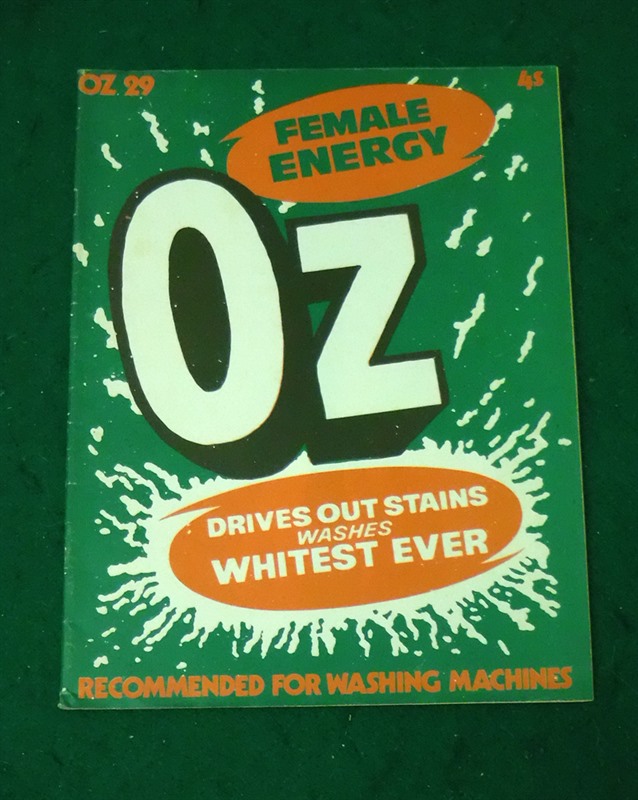 OZ 29
4s
FEMALE
ENERGY
Oz
DRIVES OUT STAINS
WASHES
WHITEST EVER
RECOMMENDED FOR WASHING MACHINES